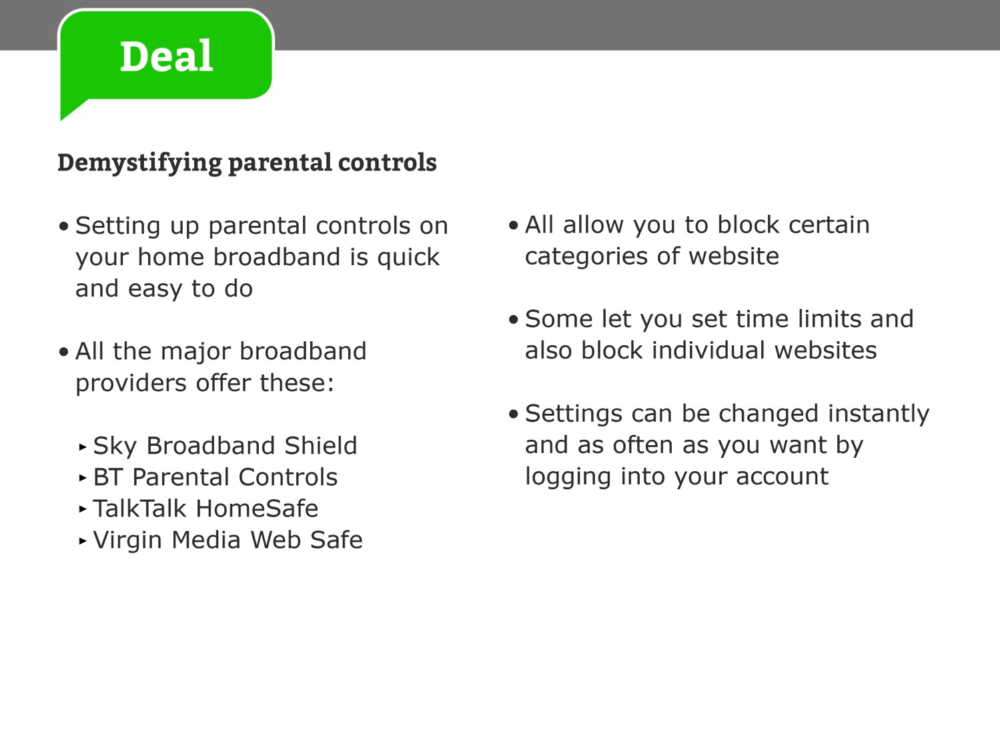 Deal
Demystifying parental controls
• Setting up parental controls on
your home broadband is quick
and easy to do
• All the major broadband
providers offer these:
▸ Sky Broadband Shield
▸ BT Parental Controls
▸ TalkTalk HomeSafe
▸ Virgin Media Web Safe
• All allow you to block certain
categories of website
• Some let you set time limits and
also block individual websites
• Settings can be changed instantly
and as often as you want by
logging into your account